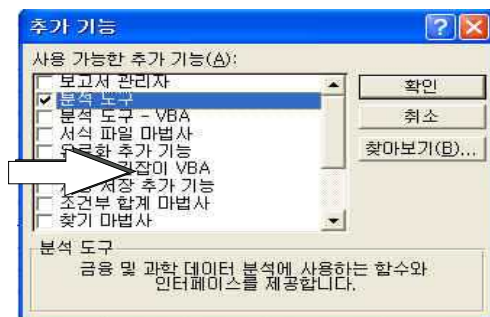 추가 기능
사용 가능한 추가 기능(A):
보고서 관리자
분석 도구
분석 도구 - VBA
서식 파일 마법사
추가 기능
VBA
저장 추가 기능
조건부 합계 마법사
찾기 마법사
확인
취소
찾아보기(B)...
분석 도구
금융 및 과학 데이터 분석에 사용하는 함수와
인터페이스를 제공합니다.